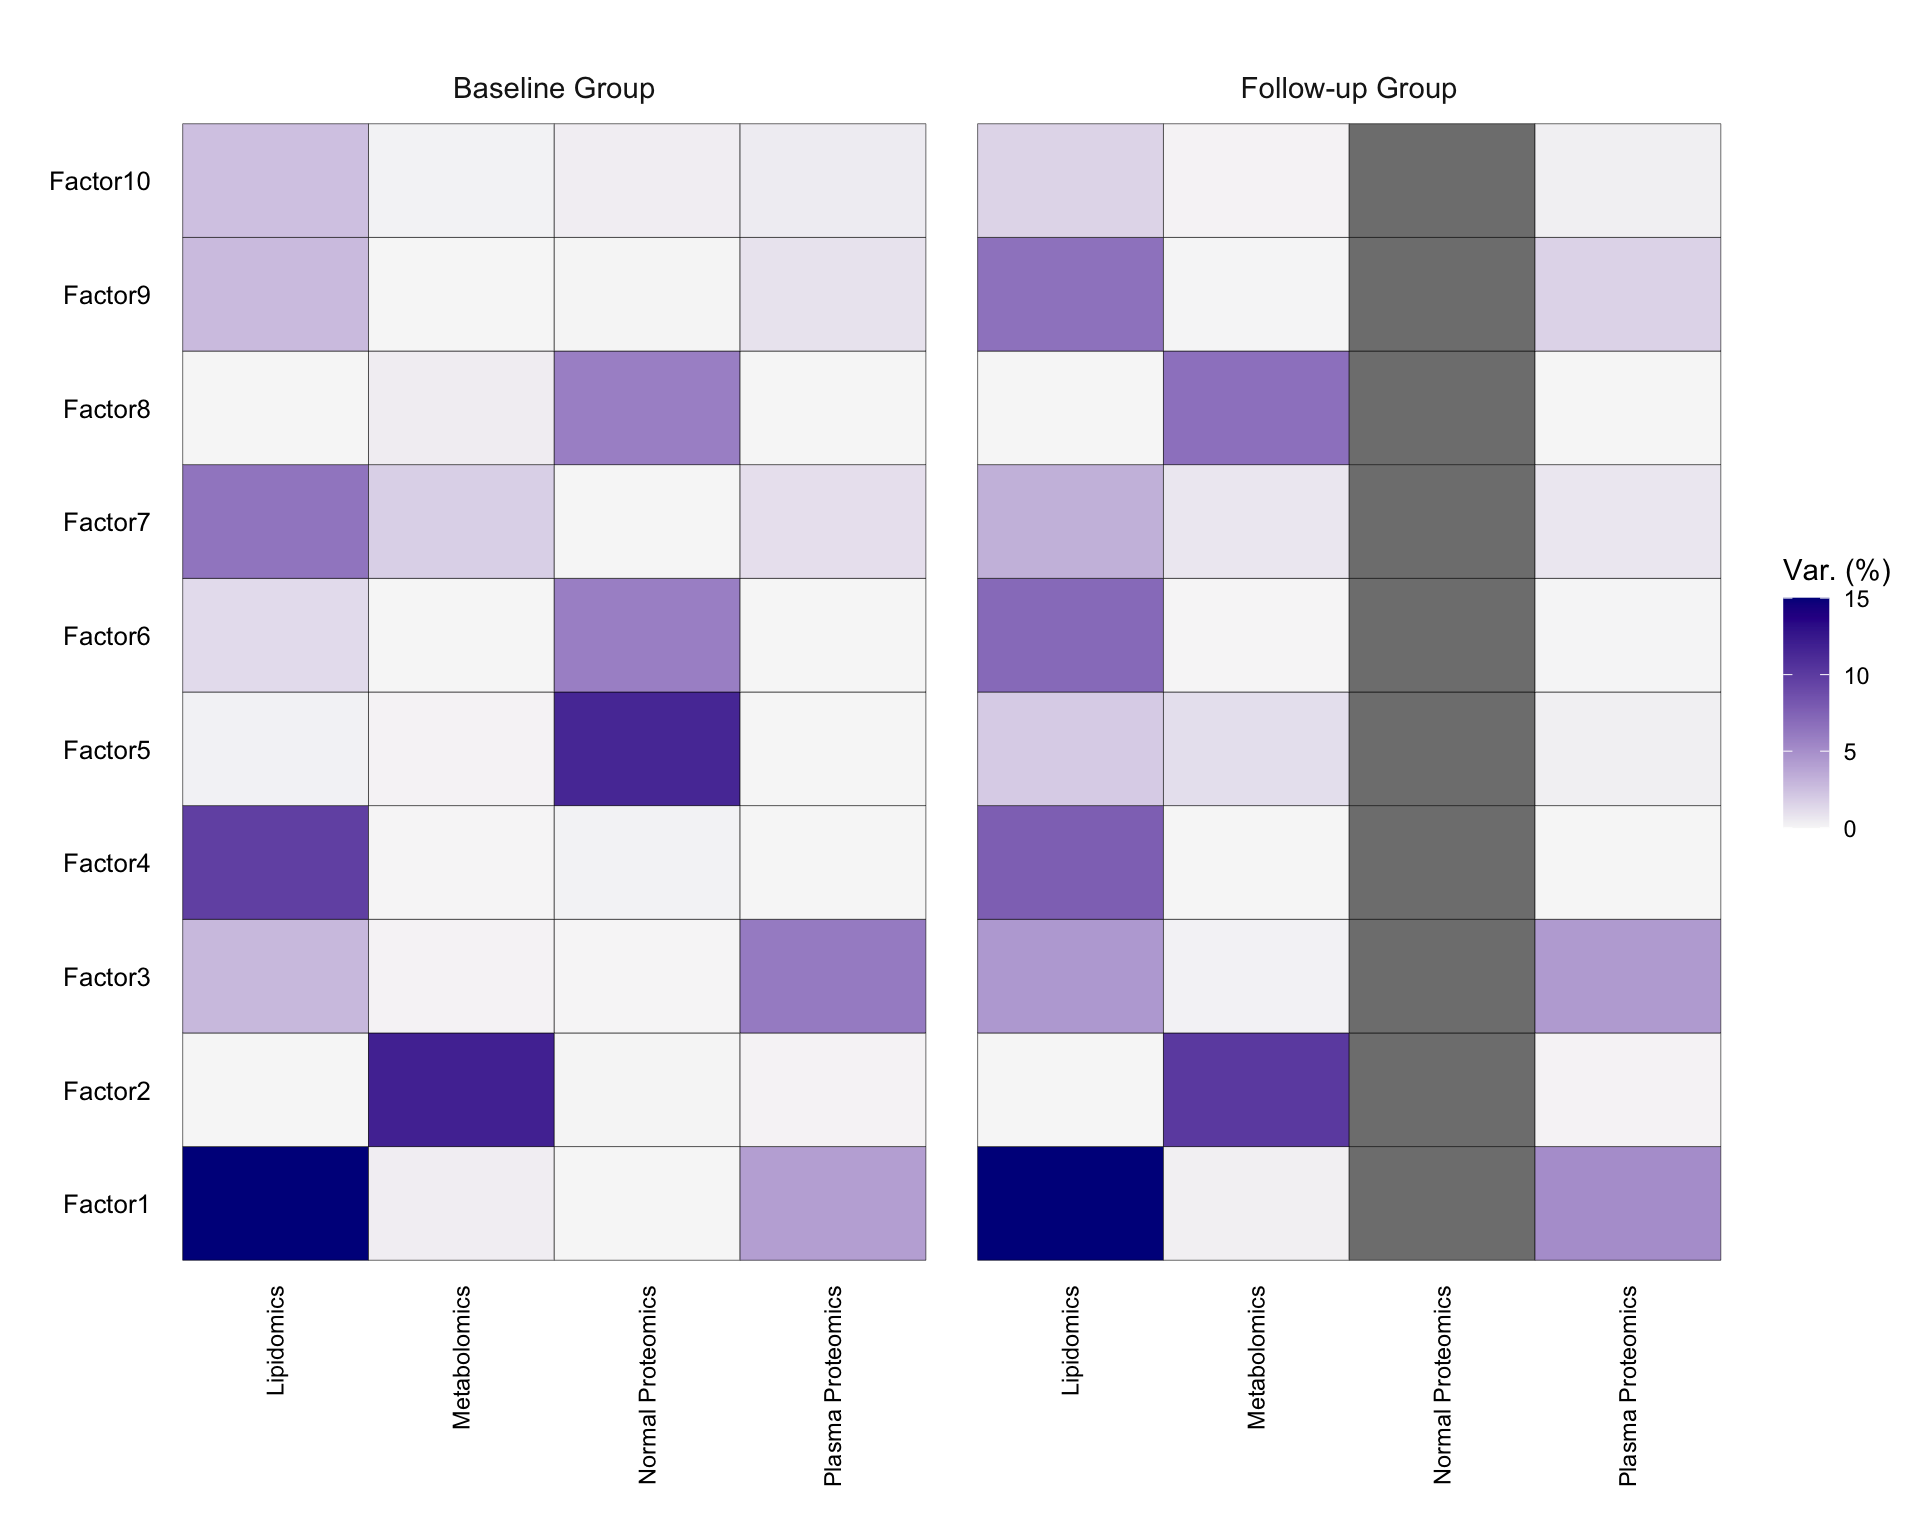 Baseline Group
Follow-up Group
Factor10
Factor9
Factor8
Factor7
Factor6
Factor5
Factor4
Factor3
Factor2
Factor1
Lipidomics
Metabolomics
Normal Proteomics
Plasma Proteomics
Lipidomics
Metabolomics
Normal Proteomics
Plasma Proteomics
Var. (%)
15
10
5
0